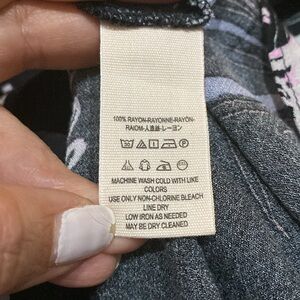 100% RAYON-RAYONNE-RAYON-
RAIOM-人造絲-レーヨン
MACHINE WASH COLD WITH LIKE
COLORS
USE ONLY NON-CHLORINE BLEACH
LINE DRY
LOW IRON AS NEEDED
MAY BE DRY CLEANED